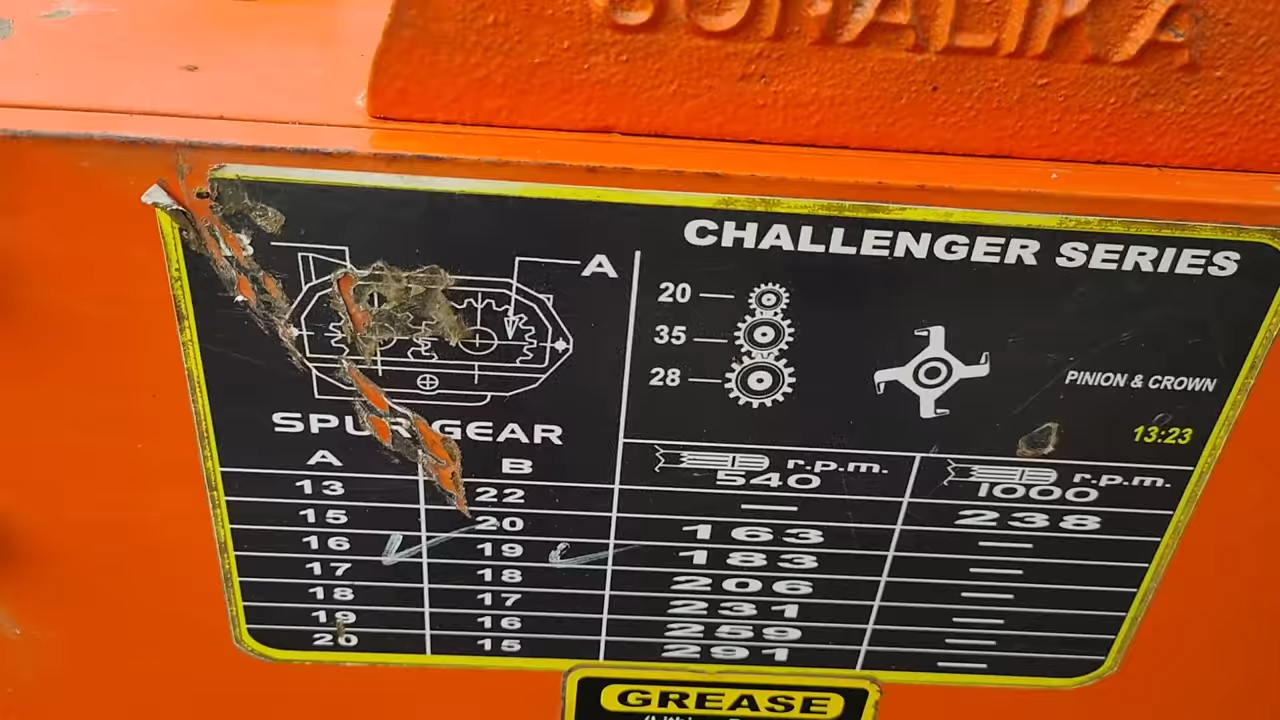 SONALIKA
CHALLENGER SERIES
A
20
35
28
PINION & CROWN
13:23
SPUR GEAR
A B r.p.m. 540 r.p.m. 1000
13 22 — 238
15 20 163 —
16 19 183 —
17 18 206 —
18 17 231 —
19 16 259 —
20 15 291 —
GREASE